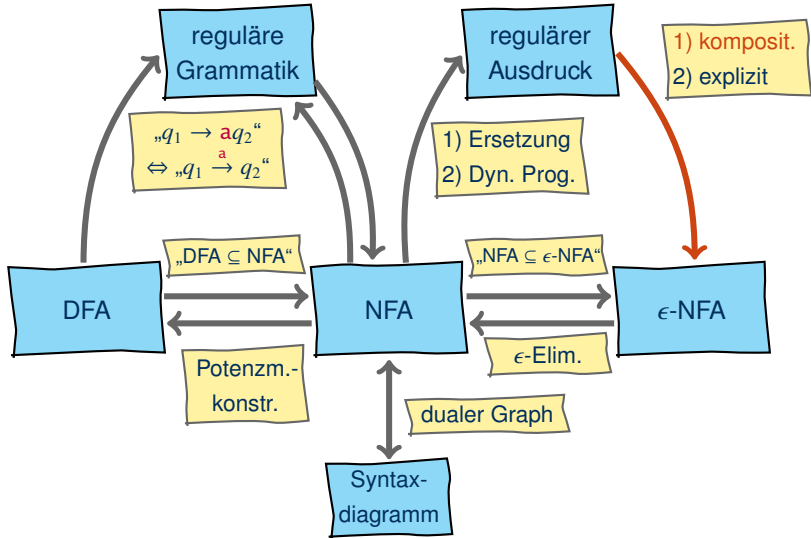 reguläre
Grammatik
regulärer
Ausdruck
1) komposit.
2) explizit
„q₁ → aq₂“
⇔ „q₁ →ᵃ q₂“
1) Ersetzung
2) Dyn. Prog.
„DFA ⊆ NFA“
„NFA ⊆ ϵ-NFA“
DFA
NFA
ϵ-NFA
Potenzm.-
konstr.
ϵ-Elim.
dualer Graph
Syntax-
diagramm